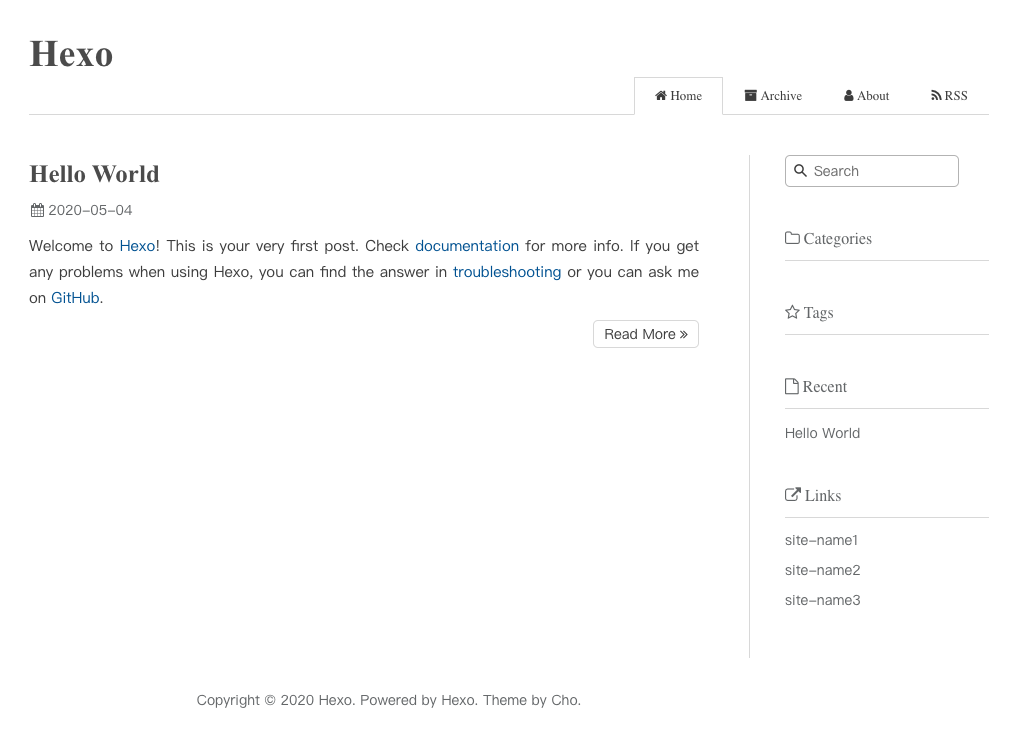 Hexo
Home
Archive
About
RSS
Hello World
2020-05-04
Welcome to Hexo! This is your very first post. Check documentation for more info. If you get
any problems when using Hexo, you can find the answer in troubleshooting or you can ask me
on GitHub.
Read More »
Search
Categories
Tags
Recent
Hello World
Links
site-name1
site-name2
site-name3
Copyright © 2020 Hexo. Powered by Hexo. Theme by Cho.